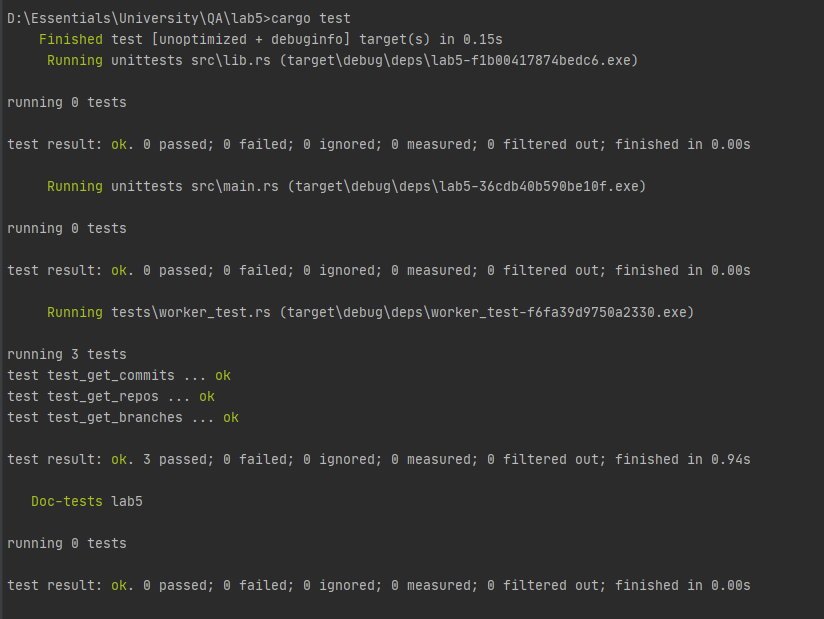 D:\Essentials\University\QA\lab5>cargo test
Finished test [unoptimized + debuginfo] target(s) in 0.15s
Running unittests src\lib.rs (target\debug\deps\lab5-f1b00417874bedc6.exe)
running 0 tests
test result: ok. 0 passed; 0 failed; 0 ignored; 0 measured; 0 filtered out; finished in 0.00s
Running unittests src\main.rs (target\debug\deps\lab5-36cdb40b590be10f.exe)
running 0 tests
test result: ok. 0 passed; 0 failed; 0 ignored; 0 measured; 0 filtered out; finished in 0.00s
Running tests\worker_test.rs (target\debug\deps\worker_test-f6fa39d9750a2330.exe)
running 3 tests
test test_get_commits ... ok
test test_get_repos ... ok
test test_get_branches ... ok
test result: ok. 3 passed; 0 failed; 0 ignored; 0 measured; 0 filtered out; finished in 0.94s
Doc-tests lab5
running 0 tests
test result: ok. 0 passed; 0 failed; 0 ignored; 0 measured; 0 filtered out; finished in 0.00s